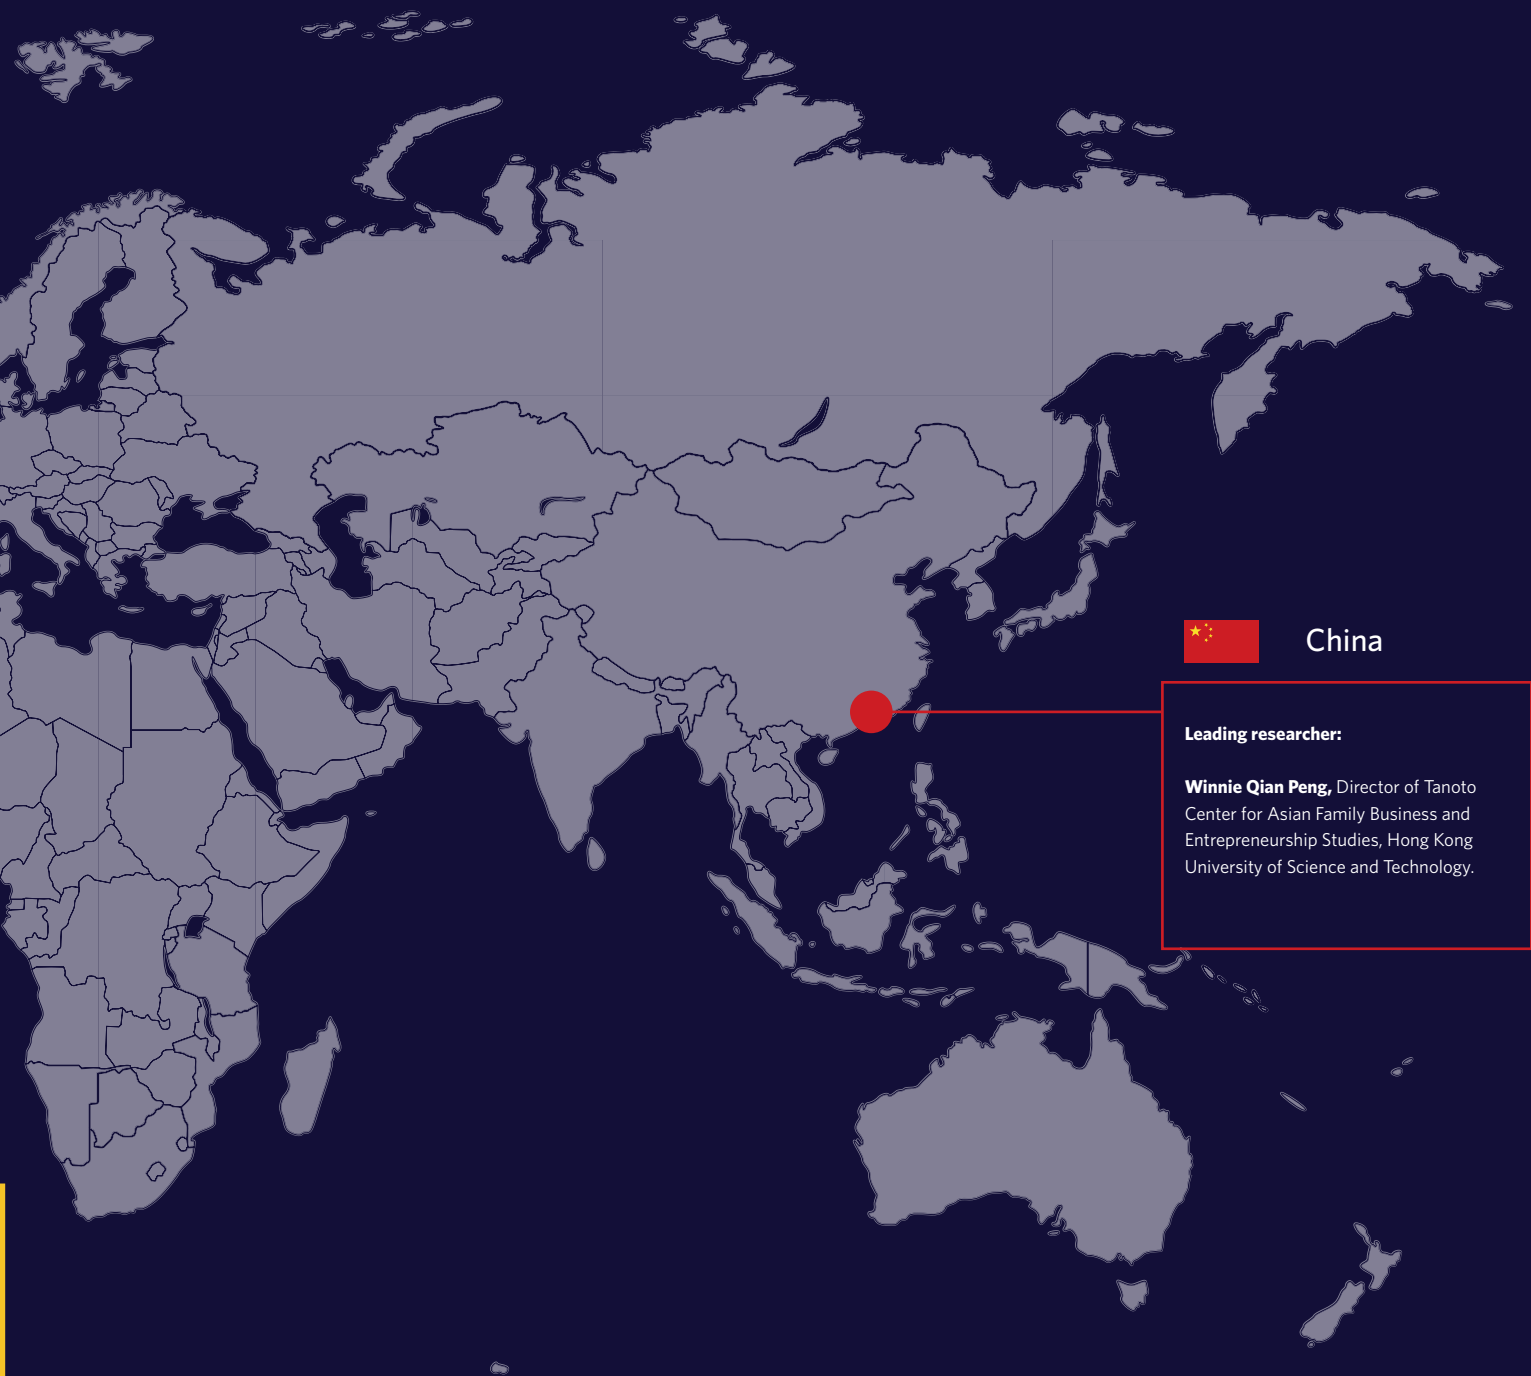 China
Leading researcher:
Winnie Qian Peng, Director of Tanoto
Center for Asian Family Business and
Entrepreneurship Studies, Hong Kong
University of Science and Technology.